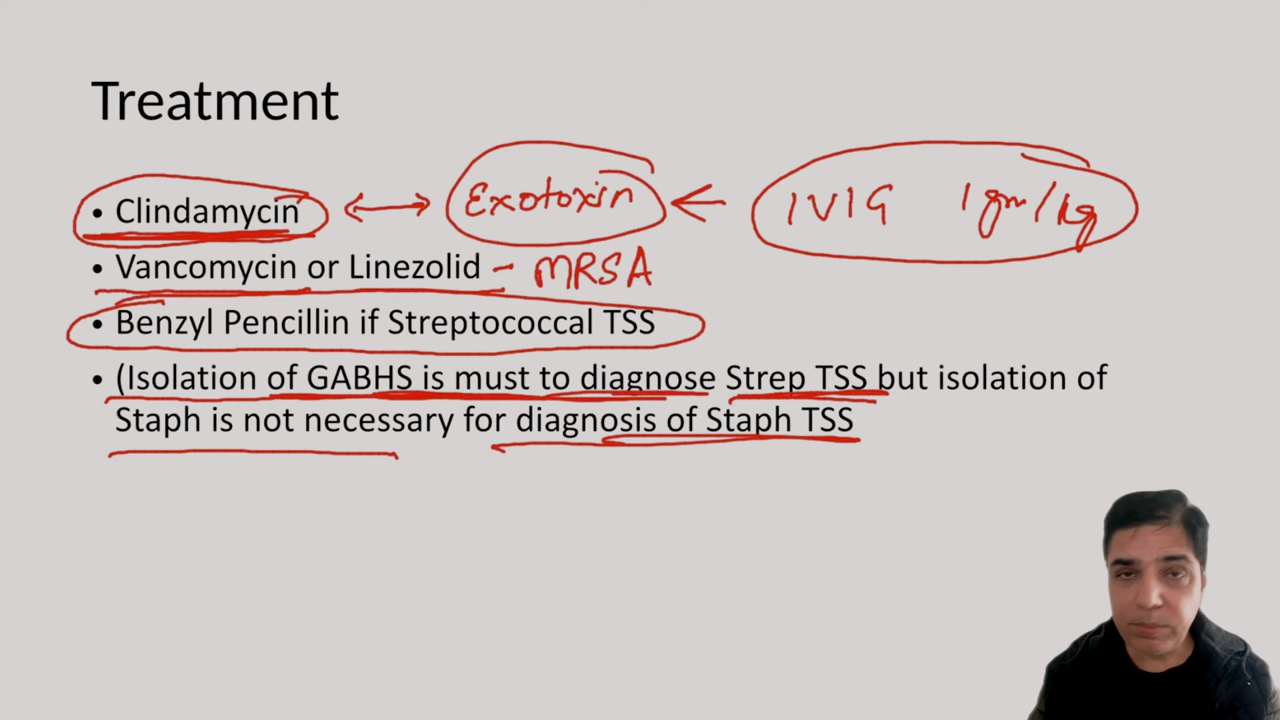 Treatment
• Clindamycin ↔ Exotoxin ← IVIG 1gm/kg
• Vancomycin or Linezolid - MRSA
• Benzyl Pencillin if Streptococcal TSS
• (Isolation of GABHS is must to diagnose Strep TSS but isolation of
Staph is not necessary for diagnosis of Staph TSS